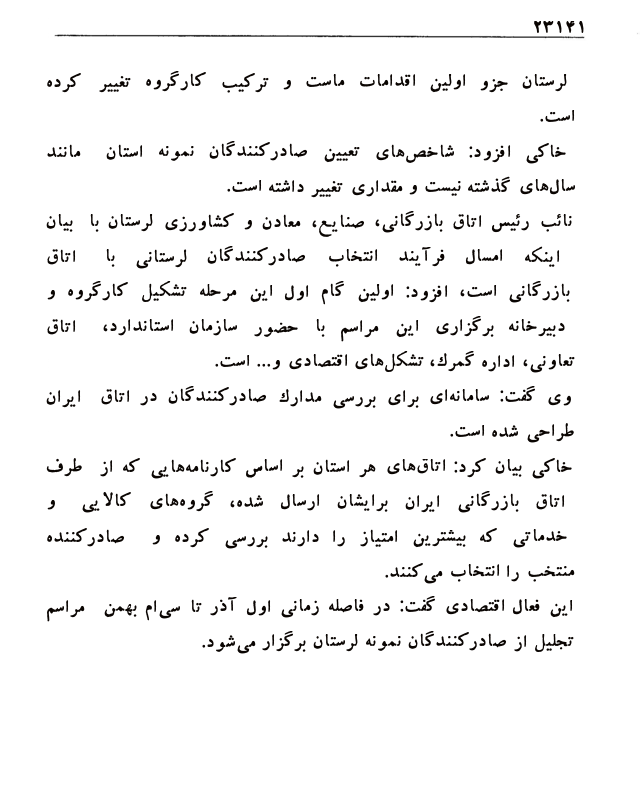 ۲۳۱۴۱
لرستان جزو اولین اقدامات ماست و ترکیب کارگروه تغییر کرده
است.
خاکی افزود: شاخص‌های تعیین صادرکنندگان نمونه استان مانند
سال‌های گذشته نیست و مقداری تغییر داشته است.
نائب رئیس اتاق بازرگانی، صنایع، معادن و کشاورزی لرستان با بیان
اینکه امسال فرآیند انتخاب صادرکنندگان لرستانی با اتاق
بازرگانی است، افزود: اولین گام اول این مرحله تشکیل کارگروه و
دبیرخانه برگزاری این مراسم با حضور سازمان استاندارد، اتاق
تعاونی، اداره گمرک، تشکل‌های اقتصادی و... است.
وی گفت: سامانه‌ای برای بررسی مدارک صادرکنندگان در اتاق ایران
طراحی شده است.
خاکی بیان کرد: اتاق‌های هر استان بر اساس کارنامه‌هایی که از طرف
اتاق بازرگانی ایران برایشان ارسال شده، گروه‌های کالایی و
خدماتی که بیشترین امتیاز را دارند بررسی کرده و صادرکننده
منتخب را انتخاب می‌کنند.
این فعال اقتصادی گفت: در فاصله زمانی اول آذر تا سی‌ام بهمن مراسم
تجلیل از صادرکنندگان نمونه لرستان برگزار می‌شود.